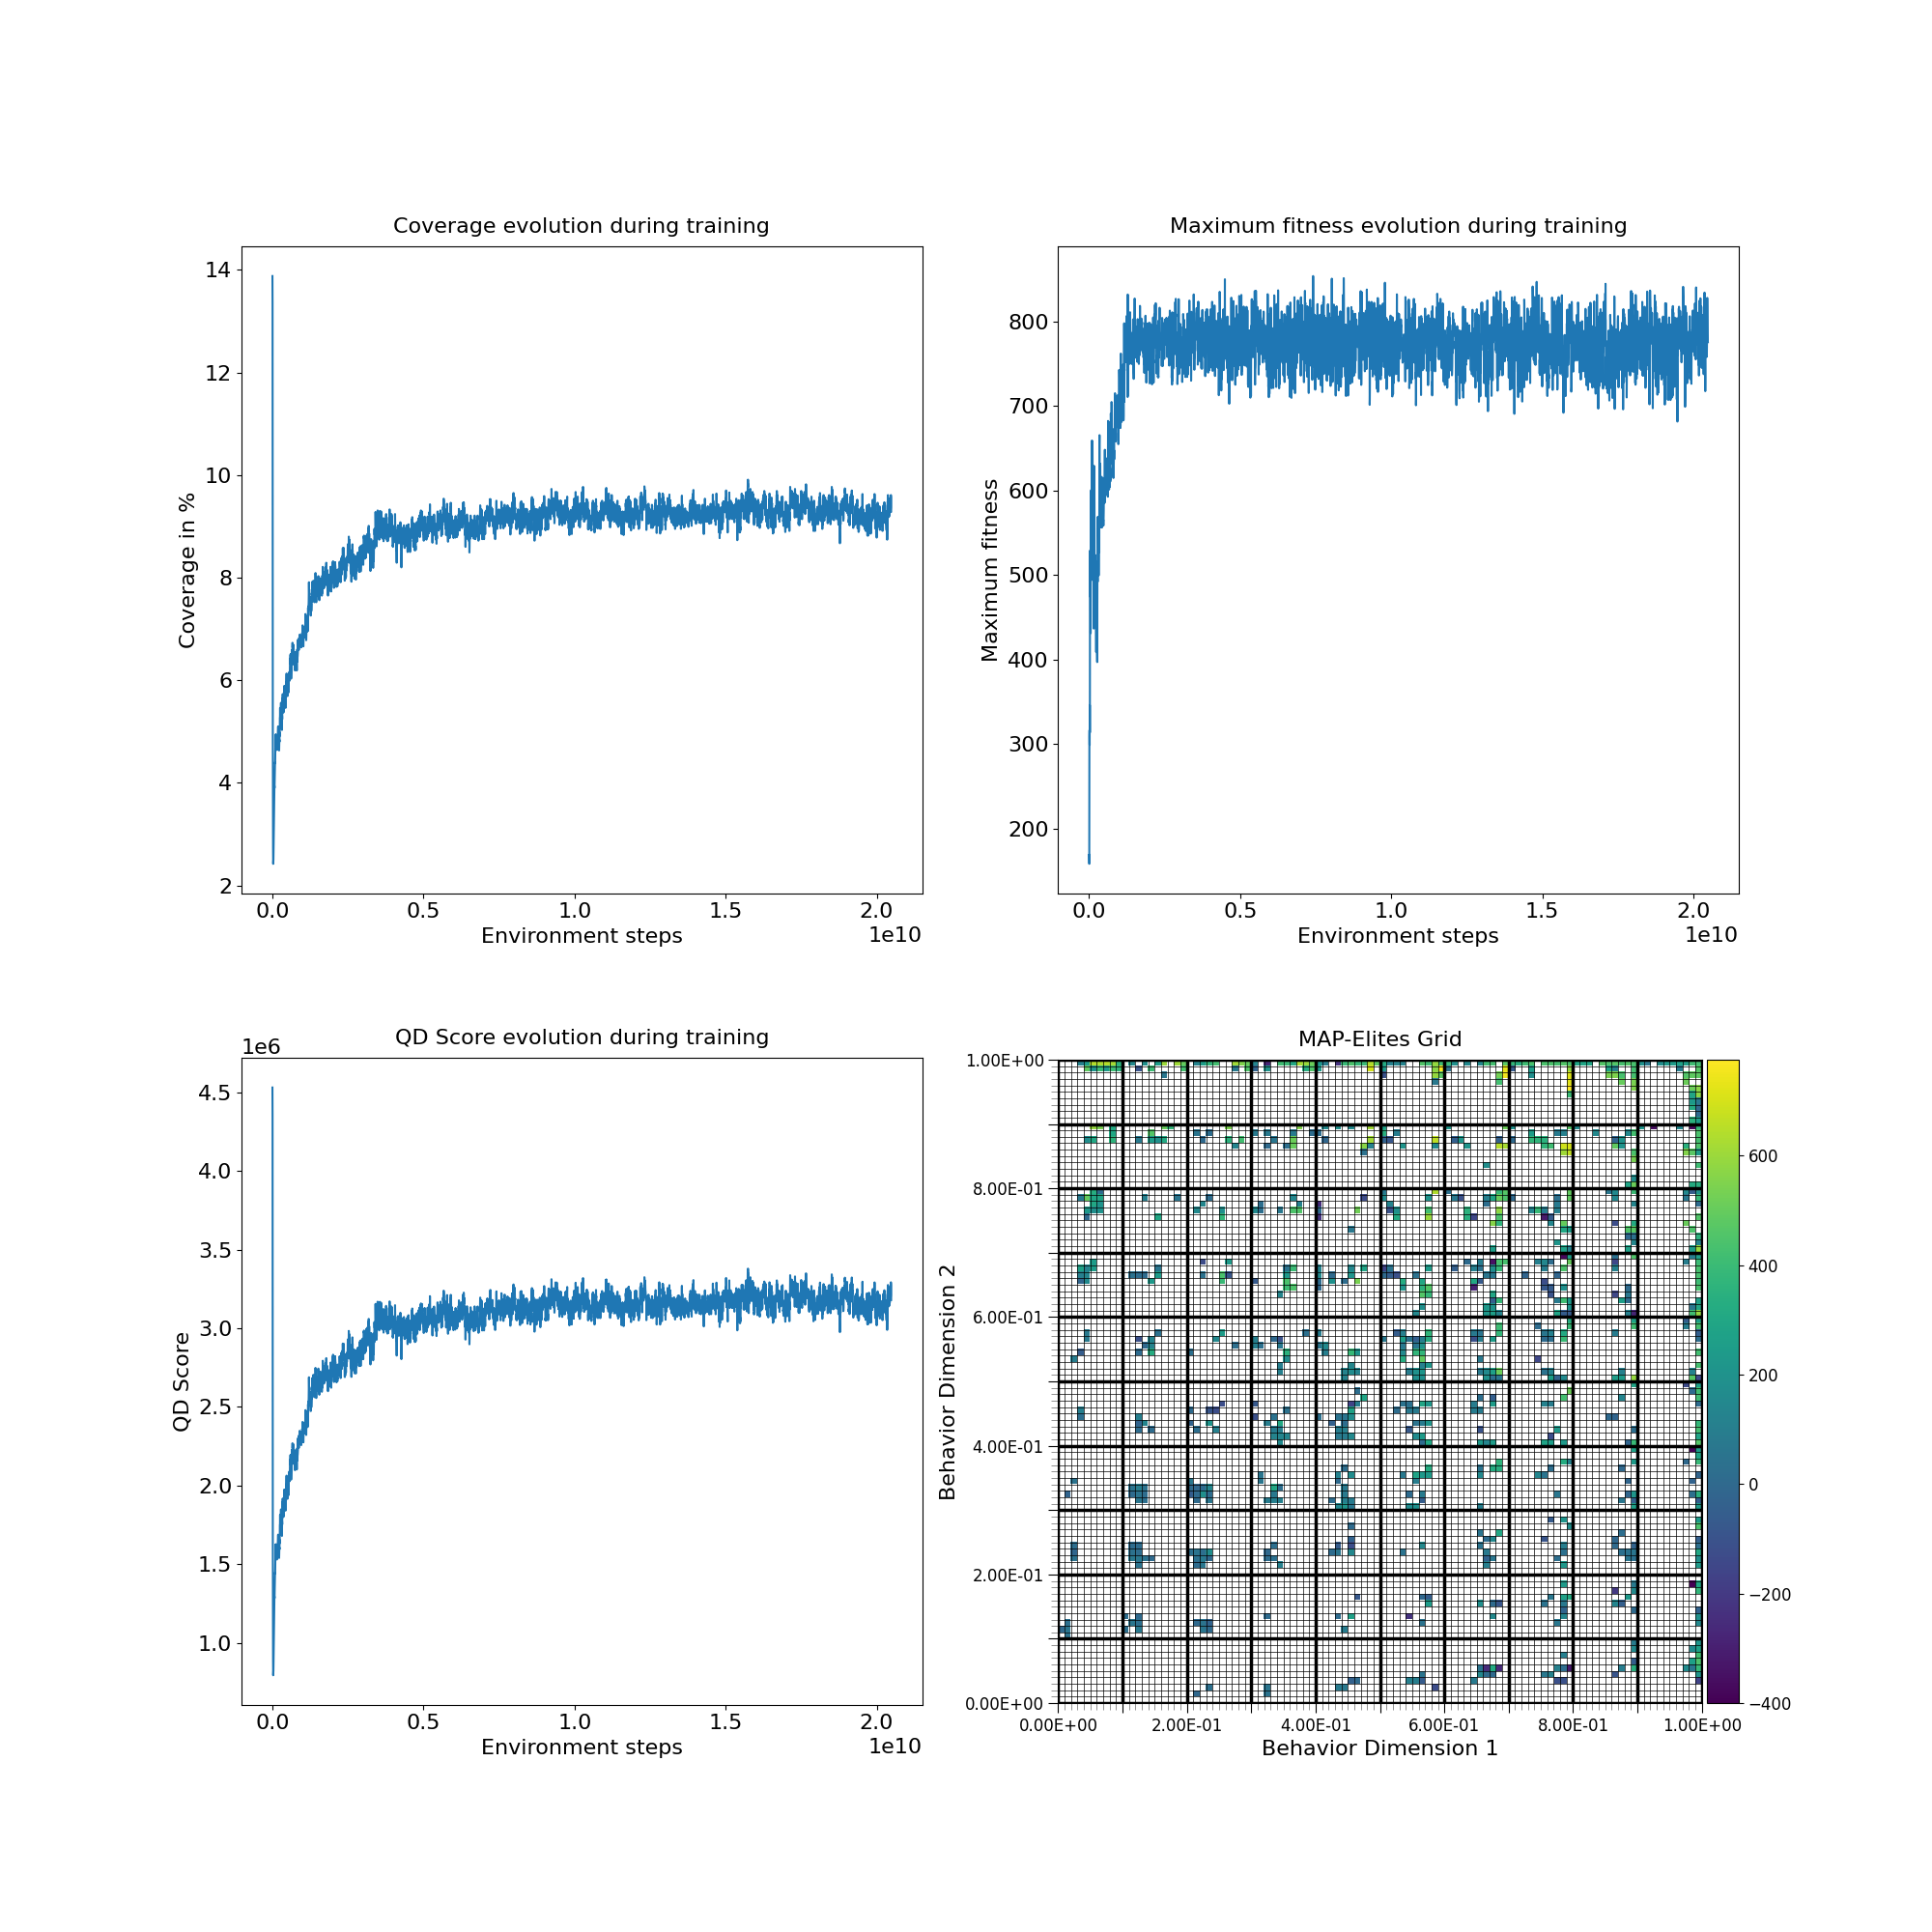 Coverage evolution during training
14
12
10
8
6
4
2
Coverage in %
0.0 0.5 1.0 1.5 2.0
1e10
Environment steps
Maximum fitness evolution during training
800
700
600
500
400
300
200
Maximum fitness
0.0 0.5 1.0 1.5 2.0
1e10
Environment steps
QD Score evolution during training
1e6
4.5
4.0
3.5
3.0
2.5
2.0
1.5
1.0
QD Score
0.0 0.5 1.0 1.5 2.0
1e10
Environment steps
MAP-Elites Grid
1.00E+00
8.00E-01
6.00E-01
4.00E-01
2.00E-01
0.00E+00
Behavior Dimension 2
0.00E+00 2.00E-01 4.00E-01 6.00E-01 8.00E-01 1.00E+00
Behavior Dimension 1
600
400
200
0
−200
−400